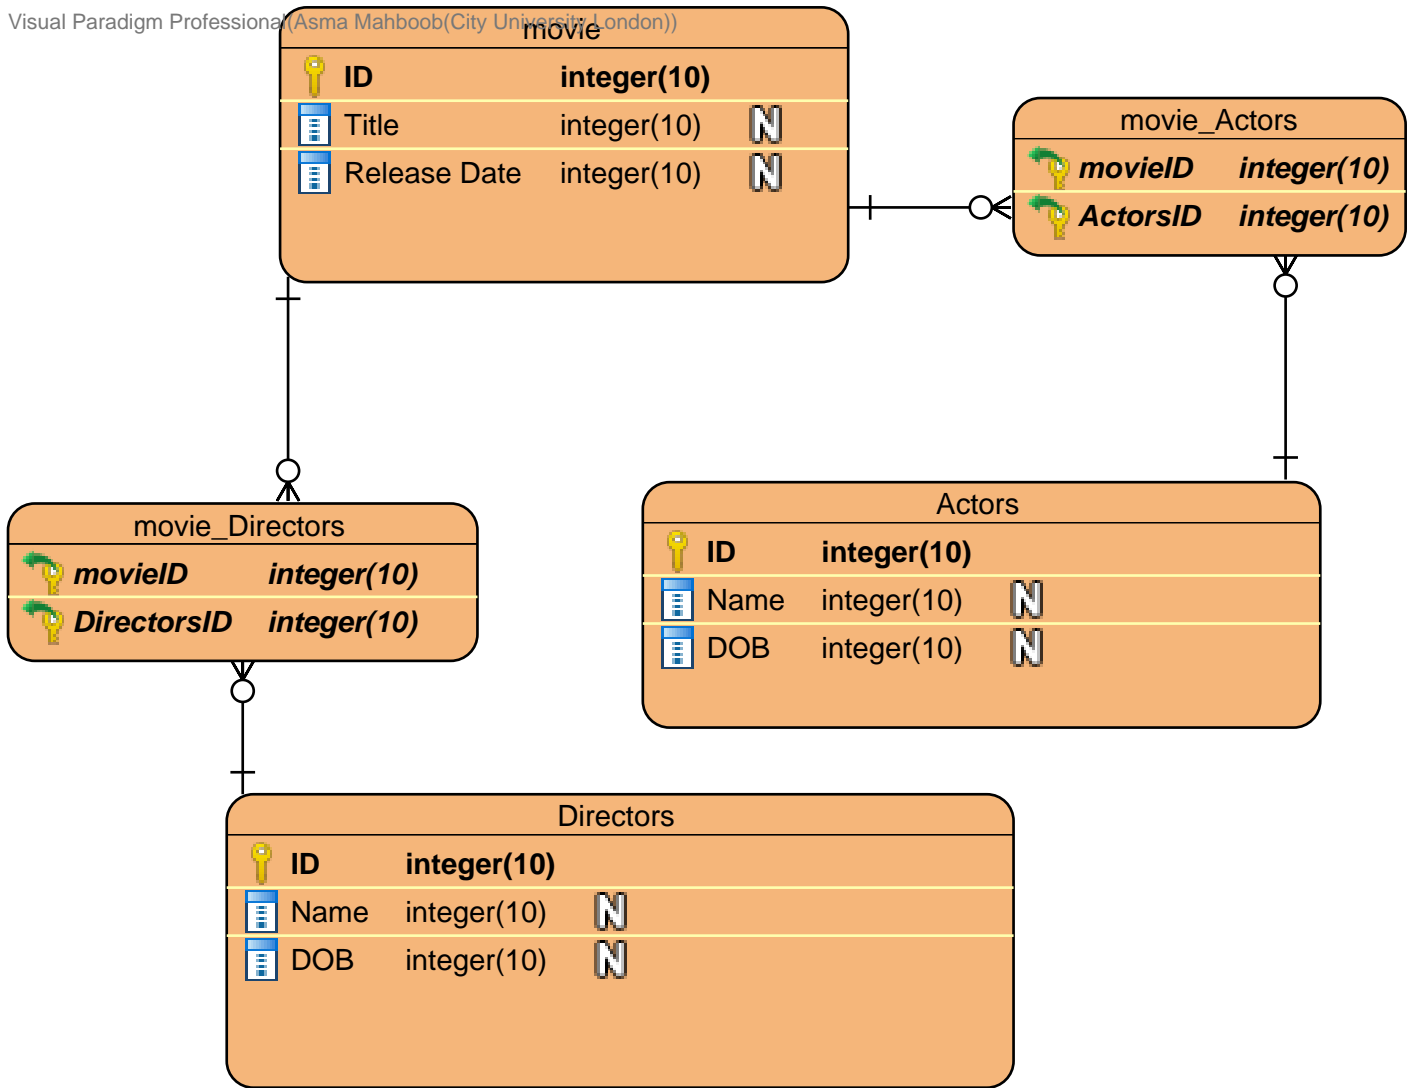 Visual Paradigm Professional(Asma Mahboob(City University London))
movie
ID integer(10)
Title integer(10) N
Release Date integer(10) N
movie_Actors
movieID integer(10)
ActorsID integer(10)
movie_Directors
movieID integer(10)
DirectorsID integer(10)
Actors
ID integer(10)
Name integer(10) N
DOB integer(10) N
Directors
ID integer(10)
Name integer(10) N
DOB integer(10) N